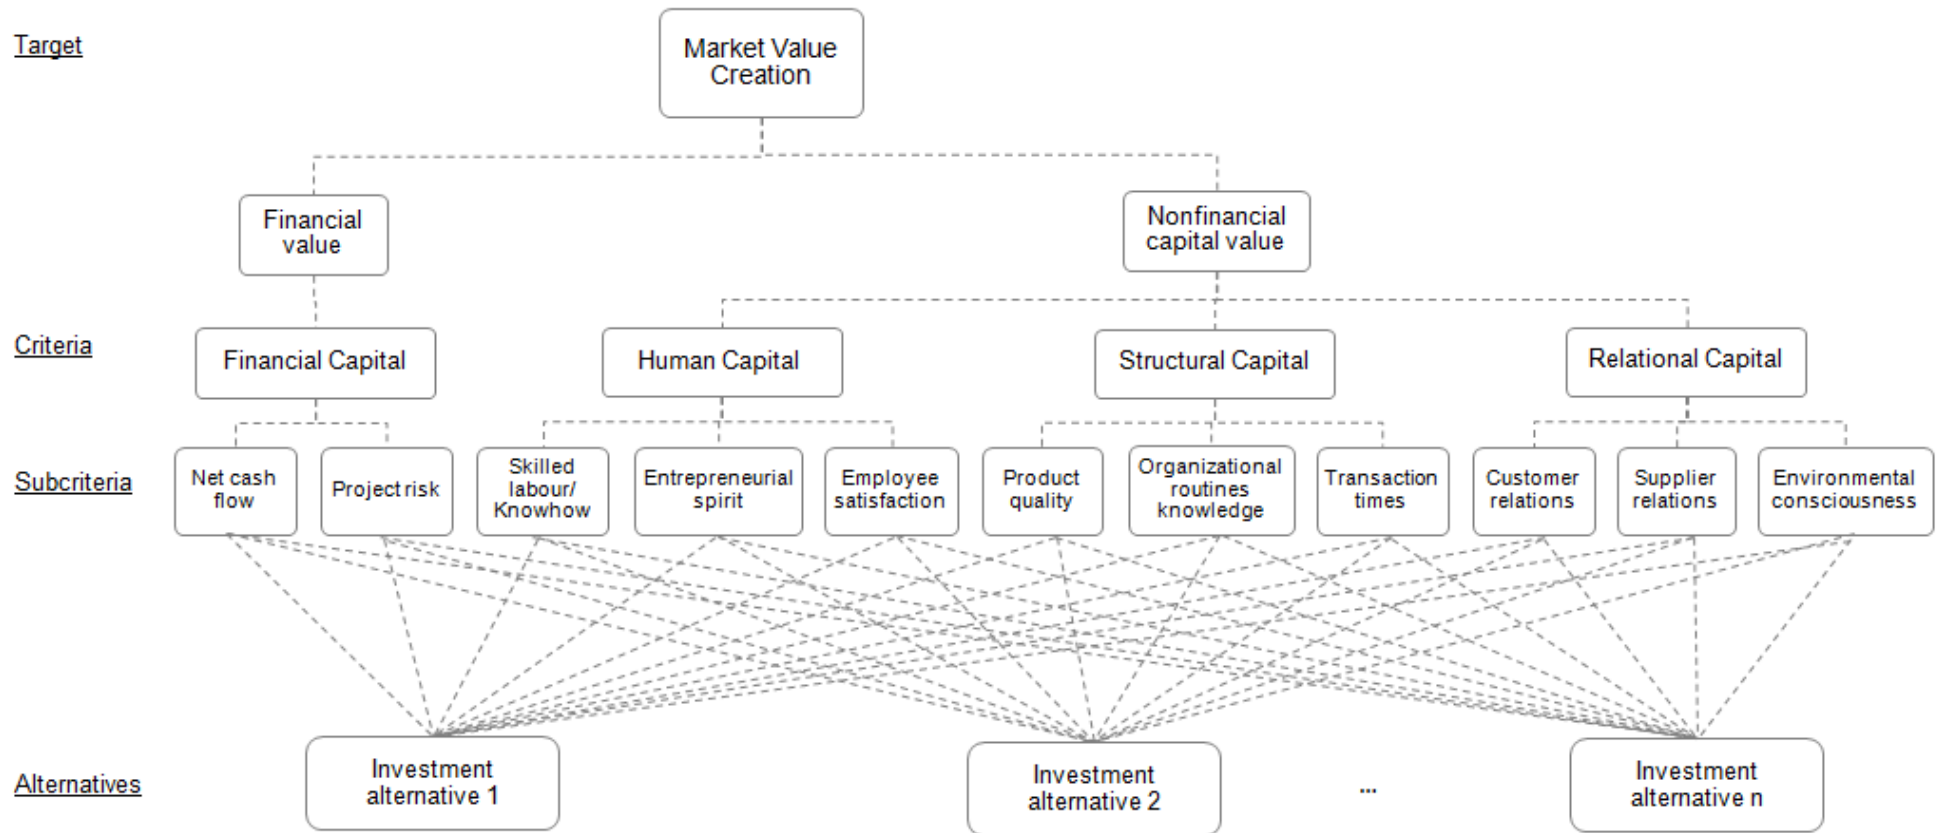 Target
Market Value
Creation
Financial
value
Nonfinancial
capital value
Criteria
Financial Capital
Human Capital
Structural Capital
Relational Capital
Subcriteria
Net cash
flow
Project risk
Skilled
labour/
Knowhow
Entrepreneurial
spirit
Employee
satisfaction
Product
quality
Organizational
routines
knowledge
Transaction
times
Customer
relations
Supplier
relations
Environmental
consciousness
Alternatives
Investment
alternative 1
Investment
alternative 2
...
Investment
alternative n